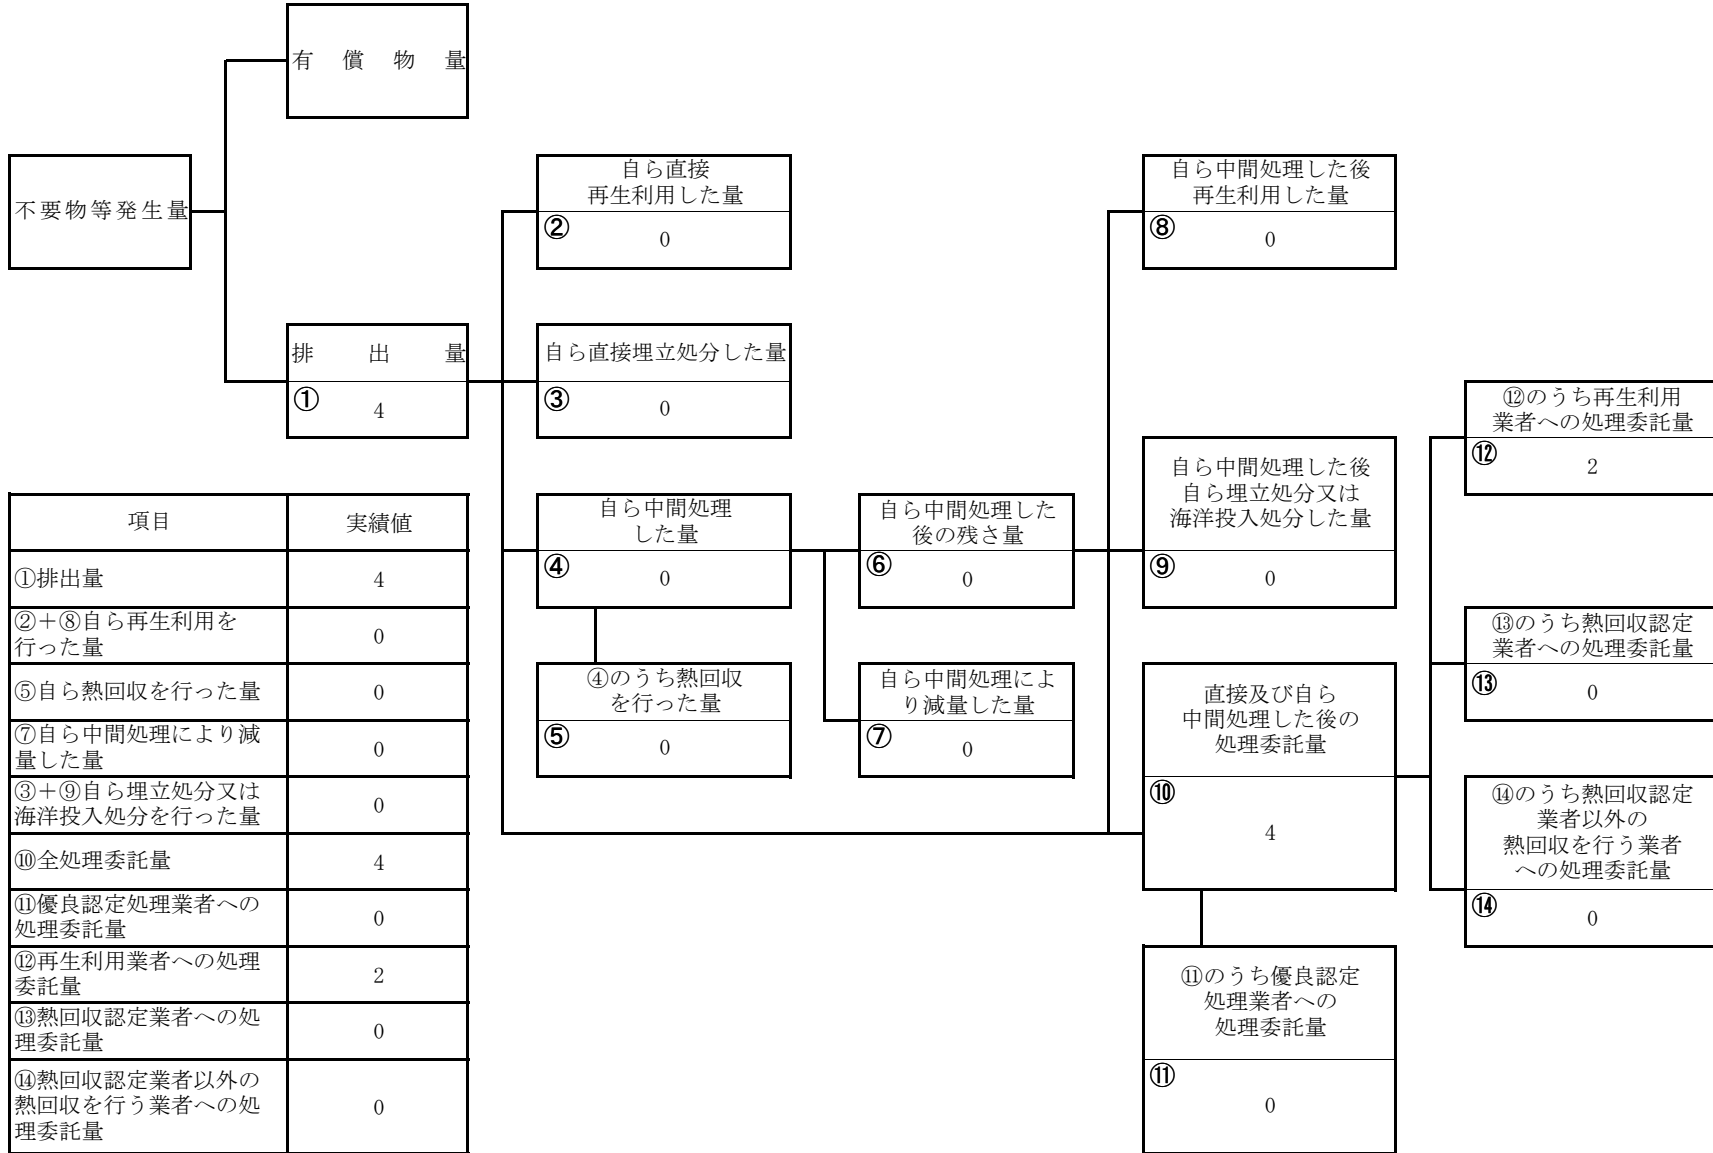 有償物量
不要物等発生量
排出量
① 4
自ら直接
再生利用した量
② 0
自ら直接埋立処分した量
③ 0
自ら中間処理
した量
④ 0
④のうち熱回収
を行った量
⑤ 0
自ら中間処理した
後の残さ量
⑥ 0
自ら中間処理によ
り減量した量
⑦ 0
自ら中間処理した後
再生利用した量
⑧ 0
自ら中間処理した後
自ら埋立処分又は
海洋投入処分した量
⑨ 0
直接及び自ら
中間処理した後の
処理委託量
⑩
4
⑪のうち優良認定
処理業者への
処理委託量
⑪
0
⑫のうち再生利用
業者への処理委託量
⑫ 2
⑬のうち熱回収認定
業者への処理委託量
⑬ 0
⑭のうち熱回収認定
業者以外の
熱回収を行う業者
への処理委託量
⑭ 0
項目 実績値
①排出量 4
②+⑧自ら再生利用を
行った量 0
⑤自ら熱回収を行った量 0
⑦自ら中間処理により減
量した量 0
③+⑨自ら埋立処分又は
海洋投入処分を行った量 0
⑩全処理委託量 4
⑪優良認定処理業者への
処理委託量 0
⑫再生利用業者への処理
委託量 2
⑬熱回収認定業者への処
理委託量 0
⑭熱回収認定業者以外の
熱回収を行う業者への処
理委託量 0